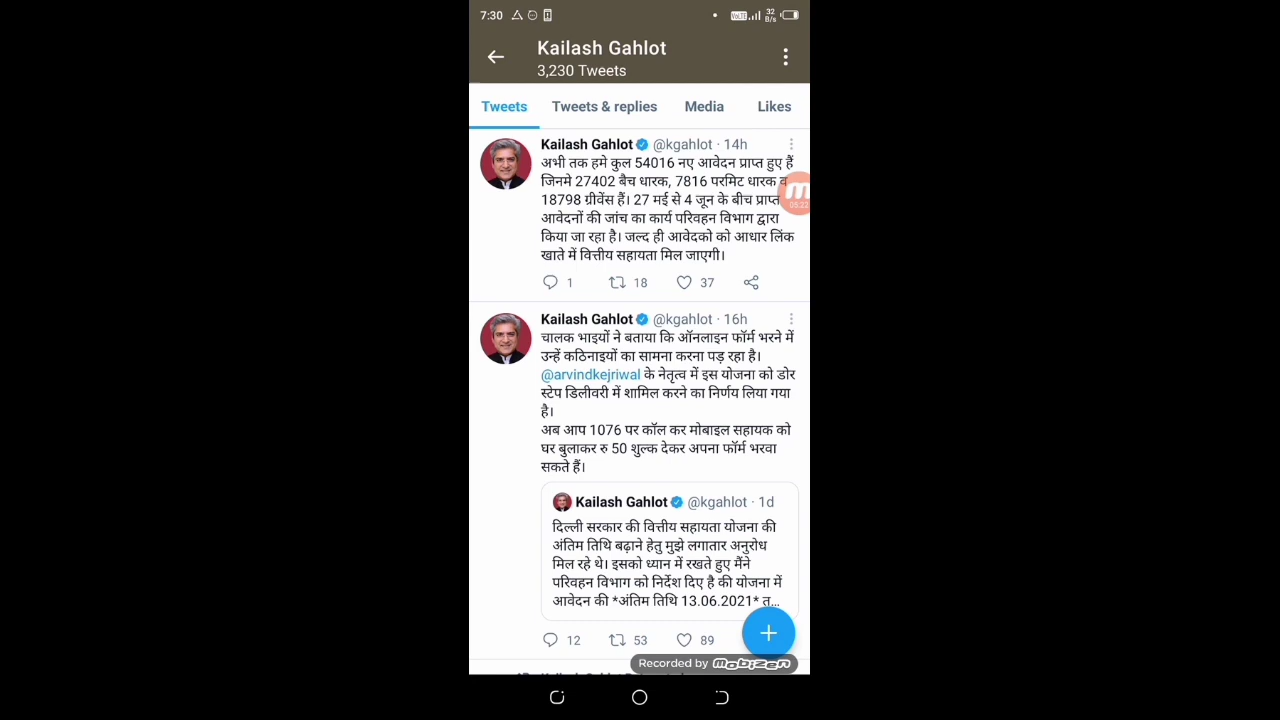 7:30 VoLTE 32 B/s
Kailash Gahlot
3,230 Tweets
Tweets Tweets & replies Media Likes
Kailash Gahlot @kgahlot · 14h
अभी तक हमे कुल 54016 नए आवेदन प्राप्त हुए हैं
जिनमे 27402 बैच धारक, 7816 परमिट धारक व
18798 ग्रीवेंस हैं। 27 मई से 4 जून के बीच प्राप्त
आवेदनों की जांच का कार्य परिवहन विभाग द्वारा
किया जा रहा है। जल्द ही आवेदको को आधार लिंक
खाते में वित्तीय सहायता मिल जाएगी।
05:22
1 18 37
Kailash Gahlot @kgahlot · 16h
चालक भाइयों ने बताया कि ऑनलाइन फॉर्म भरने में
उन्हें कठिनाइयों का सामना करना पड़ रहा है।
@arvindkejriwal के नेतृत्व में इस योजना को डोर
स्टेप डिलीवरी में शामिल करने का निर्णय लिया गया
है।
अब आप 1076 पर कॉल कर मोबाइल सहायक को
घर बुलाकर रु 50 शुल्क देकर अपना फॉर्म भरवा
सकते हैं।
Kailash Gahlot @kgahlot · 1d
दिल्ली सरकार की वित्तीय सहायता योजना की
अंतिम तिथि बढ़ाने हेतु मुझे लगातार अनुरोध
मिल रहे थे। इसको ध्यान में रखते हुए मैंने
परिवहन विभाग को निर्देश दिए है की योजना में
आवेदन की *अंतिम तिथि 13.06.2021* त...
12 53 89
Recorded by mobizen